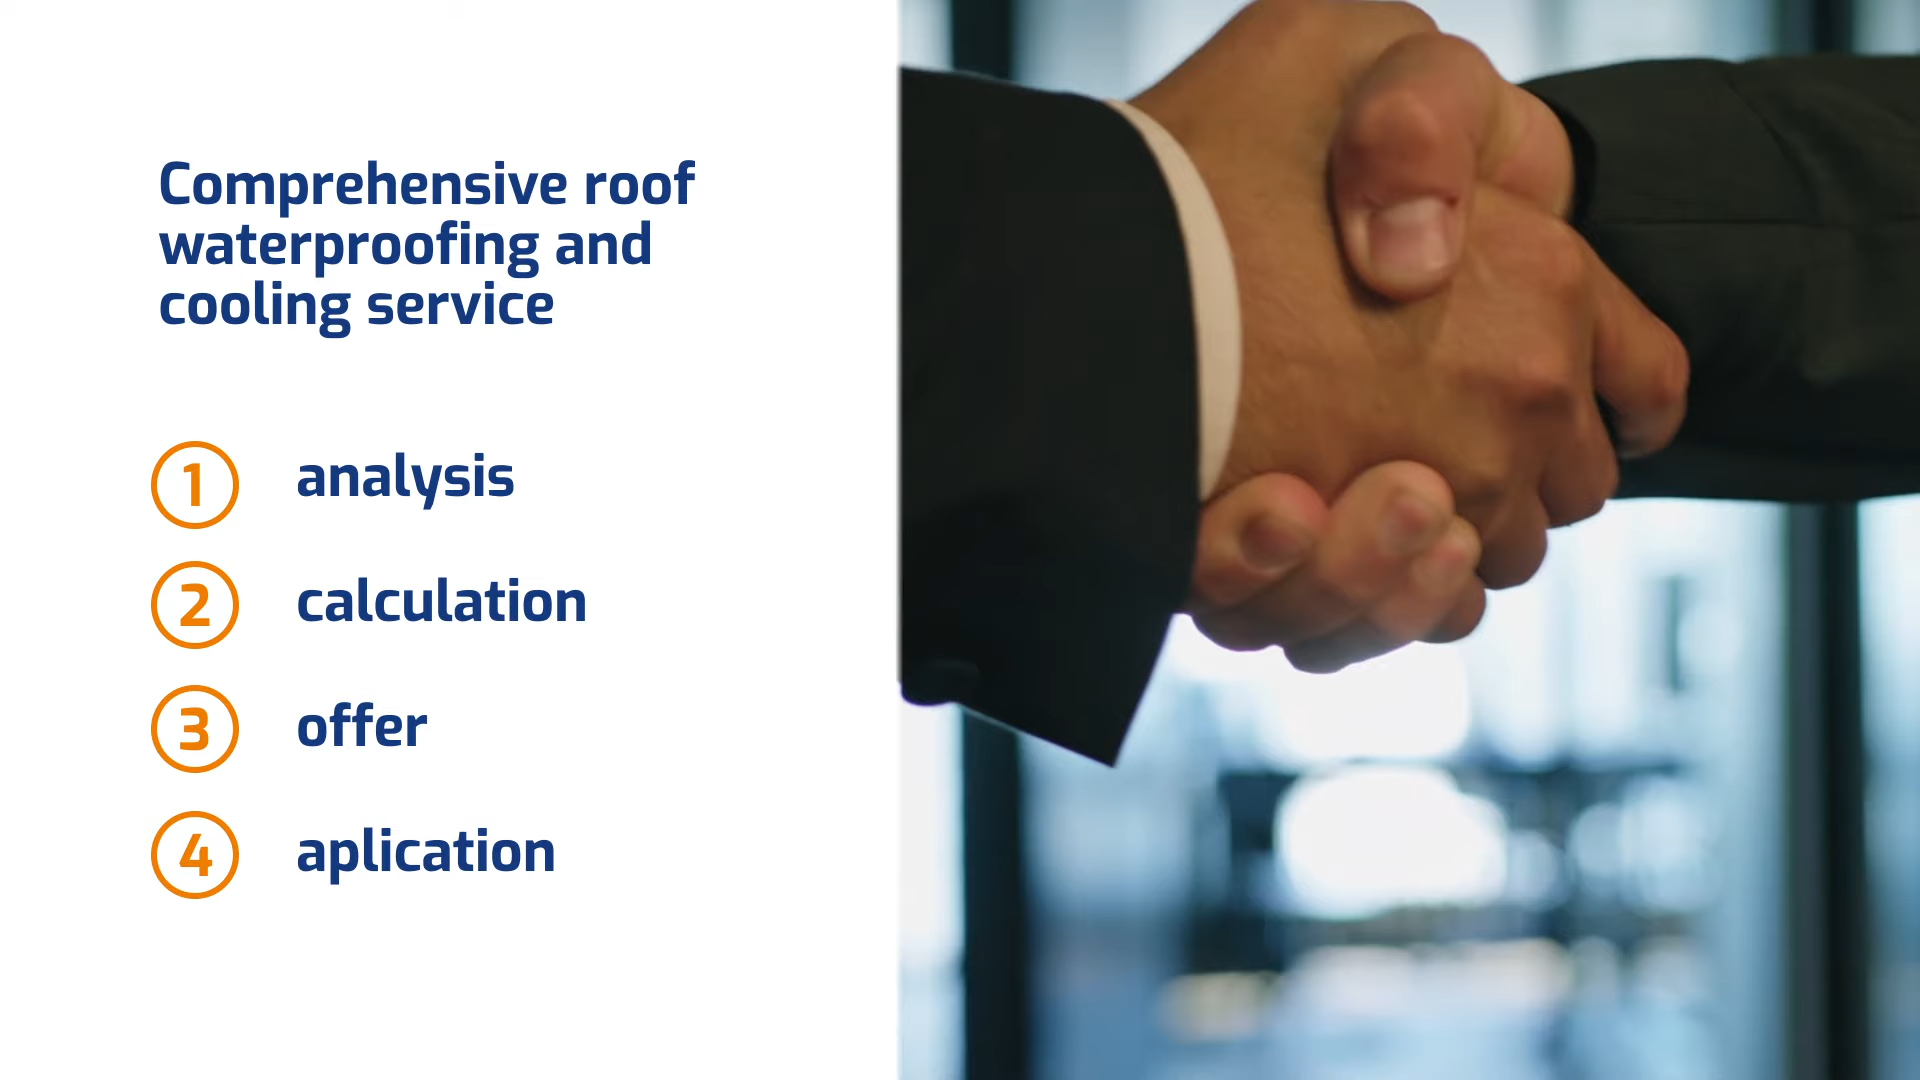 Comprehensive roof
waterproofing and
cooling service
1 analysis
2 calculation
3 offer
4 aplication